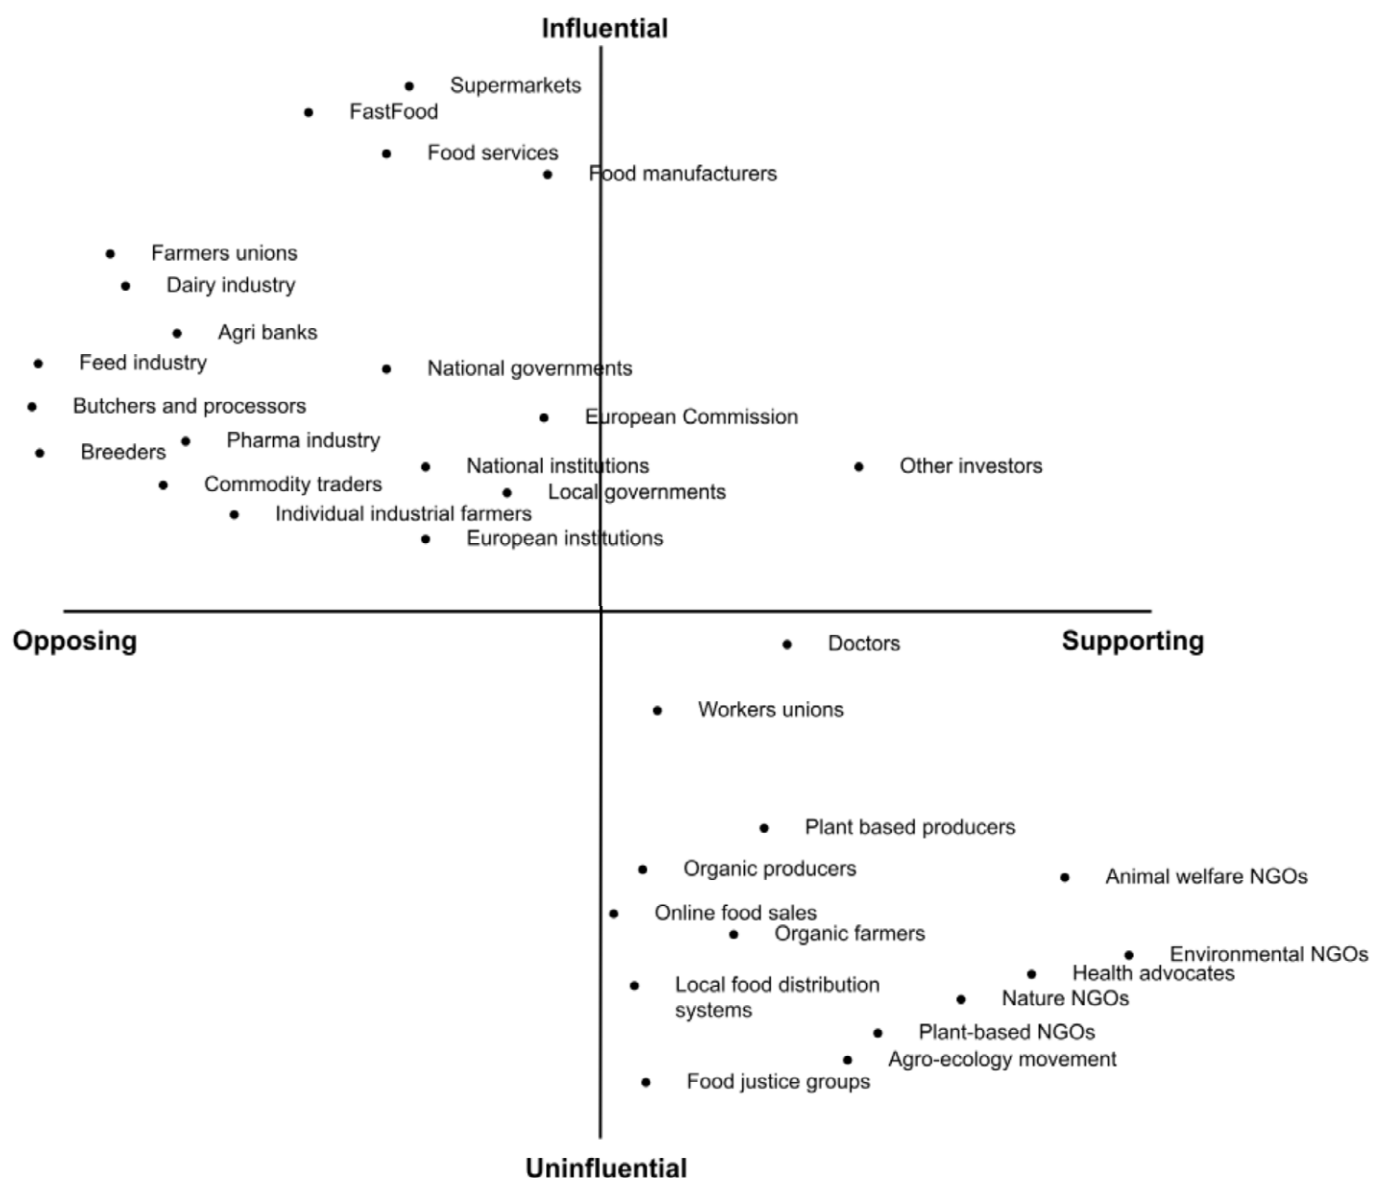 Influential
Supermarkets
FastFood
Food services
Food manufacturers
Farmers unions
Dairy industry
Agri banks
Feed industry
National governments
Butchers and processors
European Commission
Pharma industry
Breeders
National institutions
Other investors
Commodity traders
Local governments
Individual industrial farmers
European institutions
Opposing
Supporting
Doctors
Workers unions
Plant based producers
Organic producers
Animal welfare NGOs
Online food sales
Organic farmers
Environmental NGOs
Health advocates
Local food distribution
systems
Nature NGOs
Plant-based NGOs
Agro-ecology movement
Food justice groups
Uninfluential